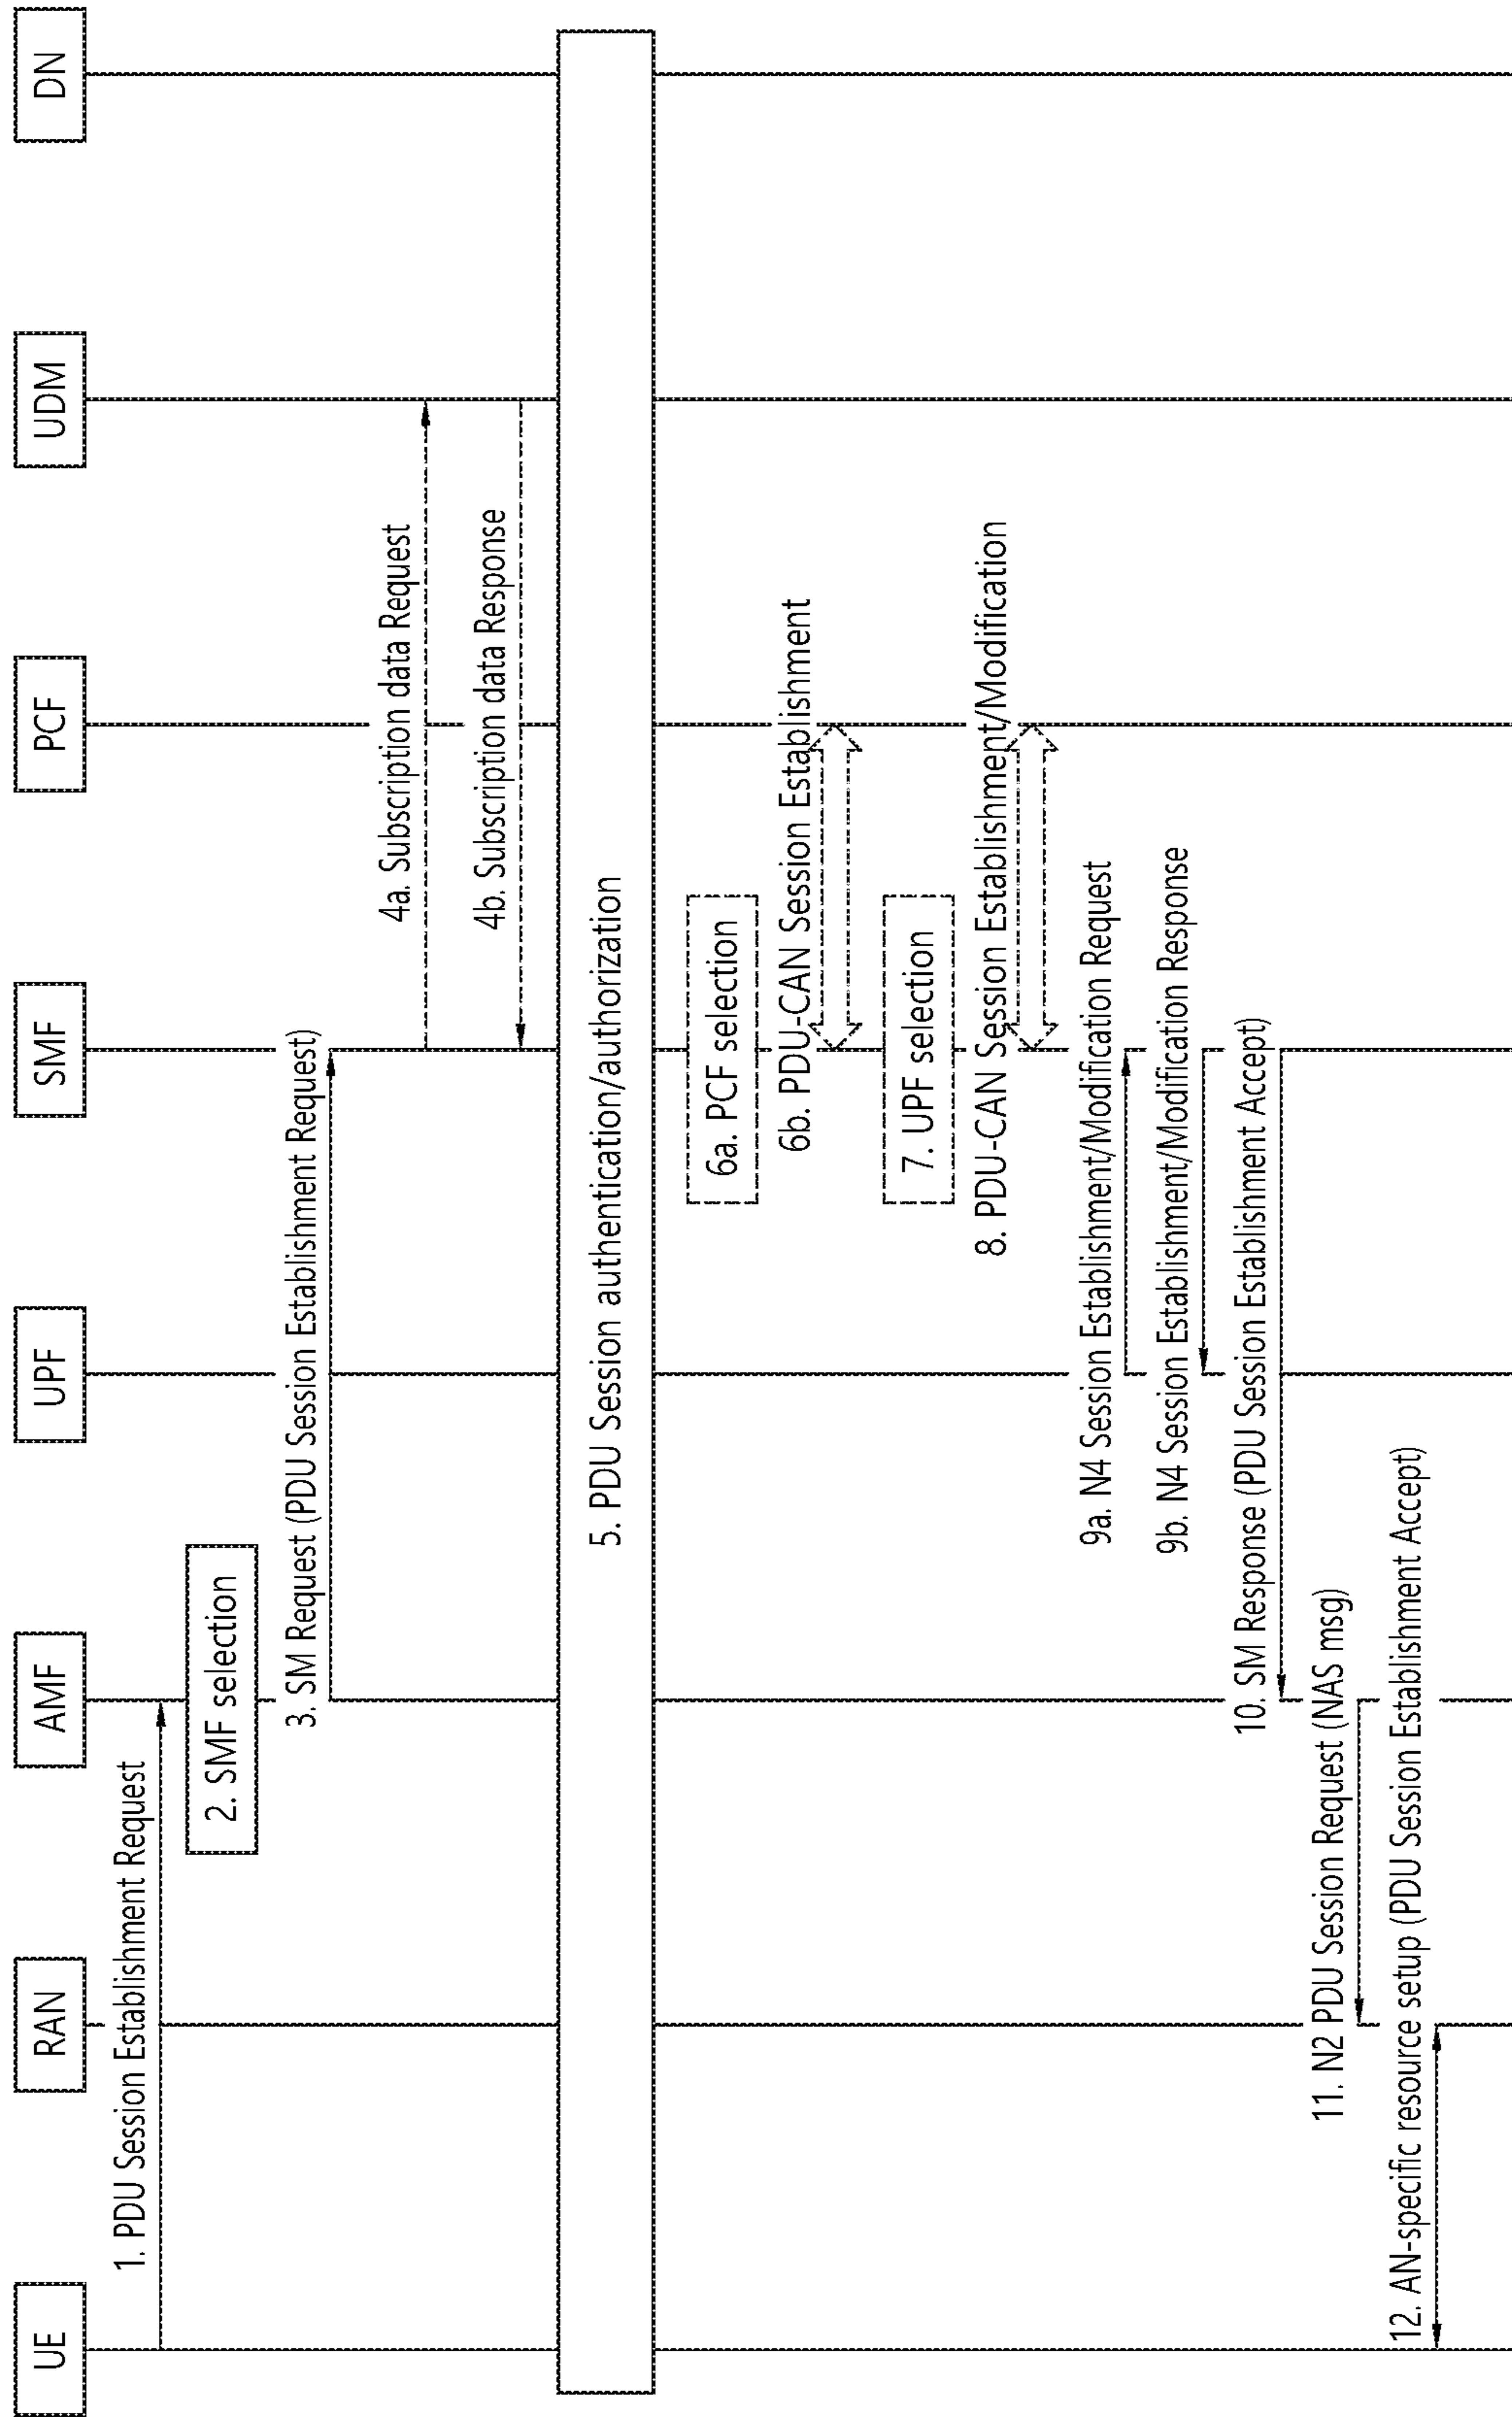 UE
RAN
AMF
UPF
SMF
PCF
UDM
DN
1. PDU Session Establishment Request
2. SMF selection
3. SM Request (PDU Session Establishment Request)
4a. Subscription data Request
4b. Subscription data Response
5. PDU Session authentication/authorization
6a. PCF selection
6b. PDU-CAN Session Establishment
7. UPF selection
8. PDU-CAN Session Establishment/Modification
9a. N4 Session Establishment/Modification Request
9b. N4 Session Establishment/Modification Response
10. SM Response (PDU Session Establishment Accept)
11. N2 PDU Session Request (NAS msg)
12. AN-specific resource setup (PDU Session Establishment Accept)